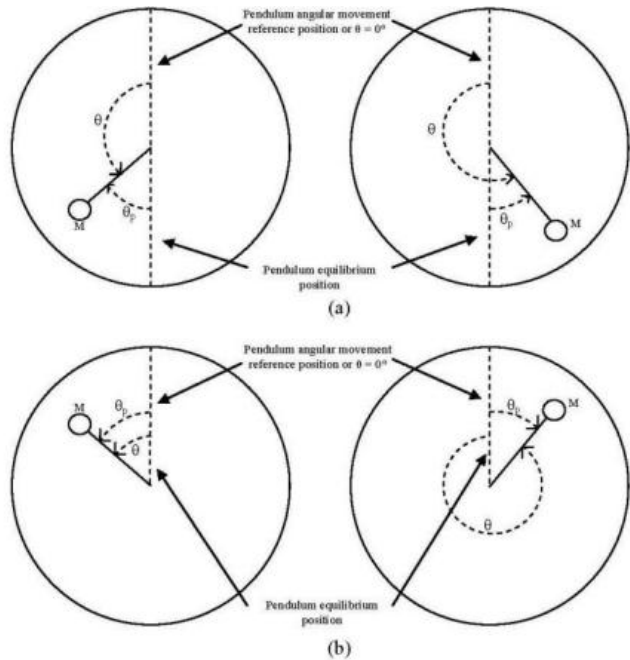 Pendulum angular movement
reference position or θ = 0°
θ
θ
M
θp
θp
M
Pendulum equilibrium
position
(a)
Pendulum angular movement
reference position or θ = 0°
M
θp
θ
θp
M
θ
Pendulum equilibrium
position
(b)